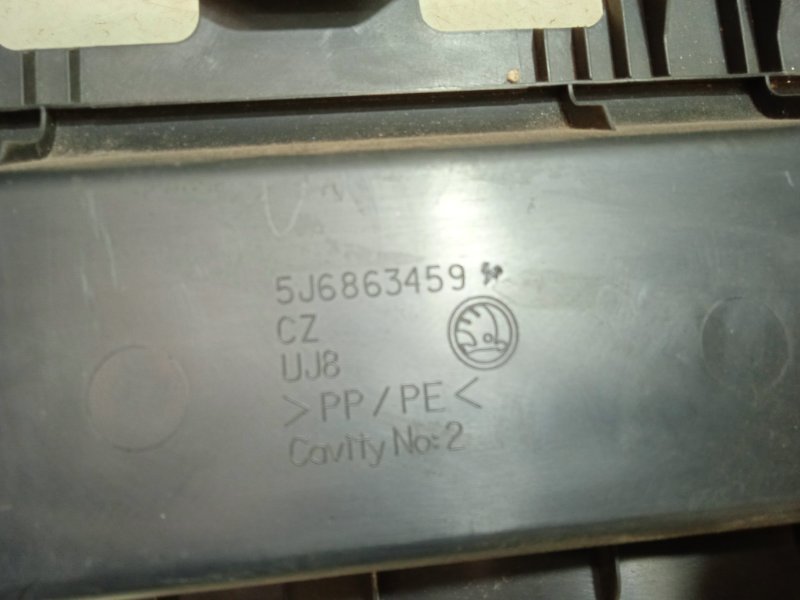 5J6863459
CZ
UJ8
>PP/PE<
Cavity No:2